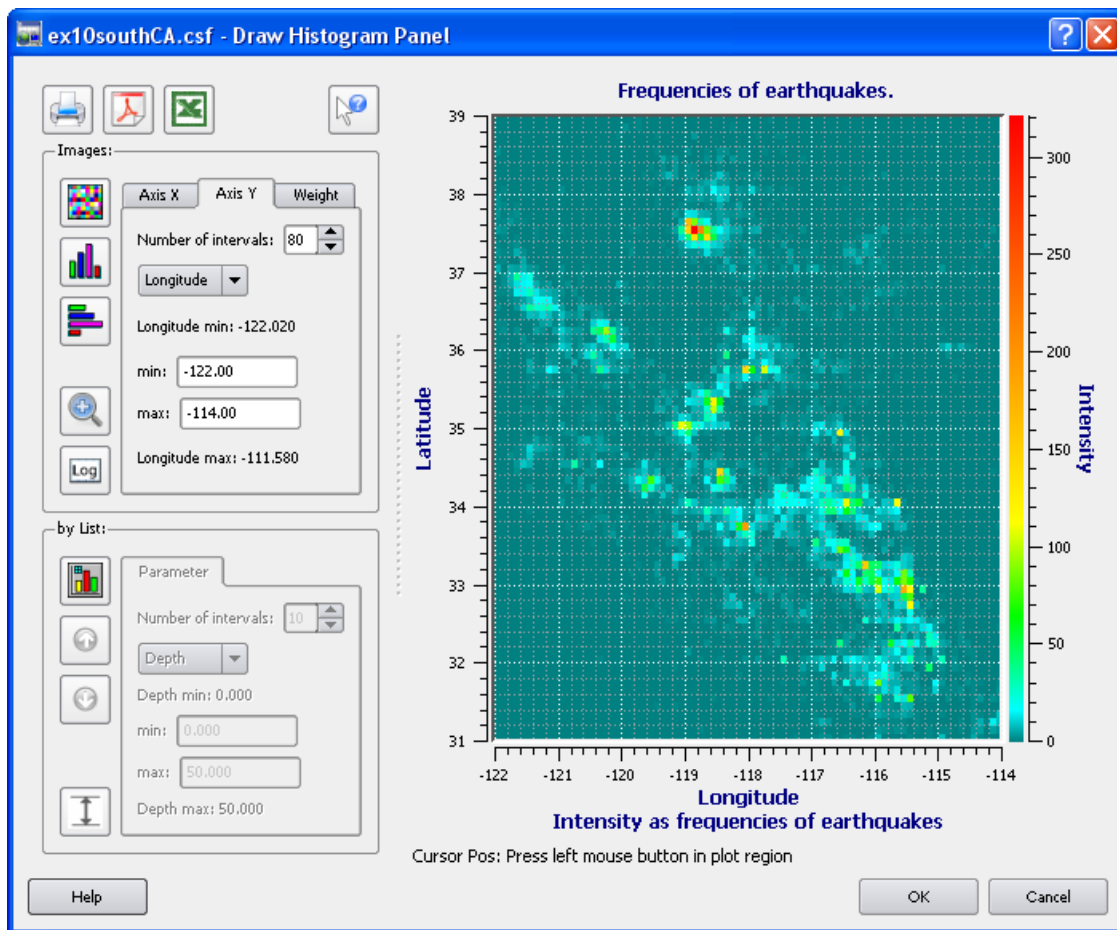 ex10southCA.csf - Draw Histogram Panel
Images:
Axis X
Axis Y
Weight
Number of intervals: 80
Longitude
Longitude min: -122.020
min: -122.00
max: -114.00
Longitude max: -111.580
Log
by List:
Parameter
Number of intervals: 10
Depth
Depth min: 0.000
min: 0.000
max: 50.000
Depth max: 50.000
Frequencies of earthquakes.
39
38
37
36
35
34
33
32
31
Latitude
-122
-121
-120
-119
-118
-117
-116
-115
-114
Longitude
Intensity as frequencies of earthquakes
300
250
200
150
100
50
0
Intensity
Cursor Pos: Press left mouse button in plot region
Help
OK
Cancel